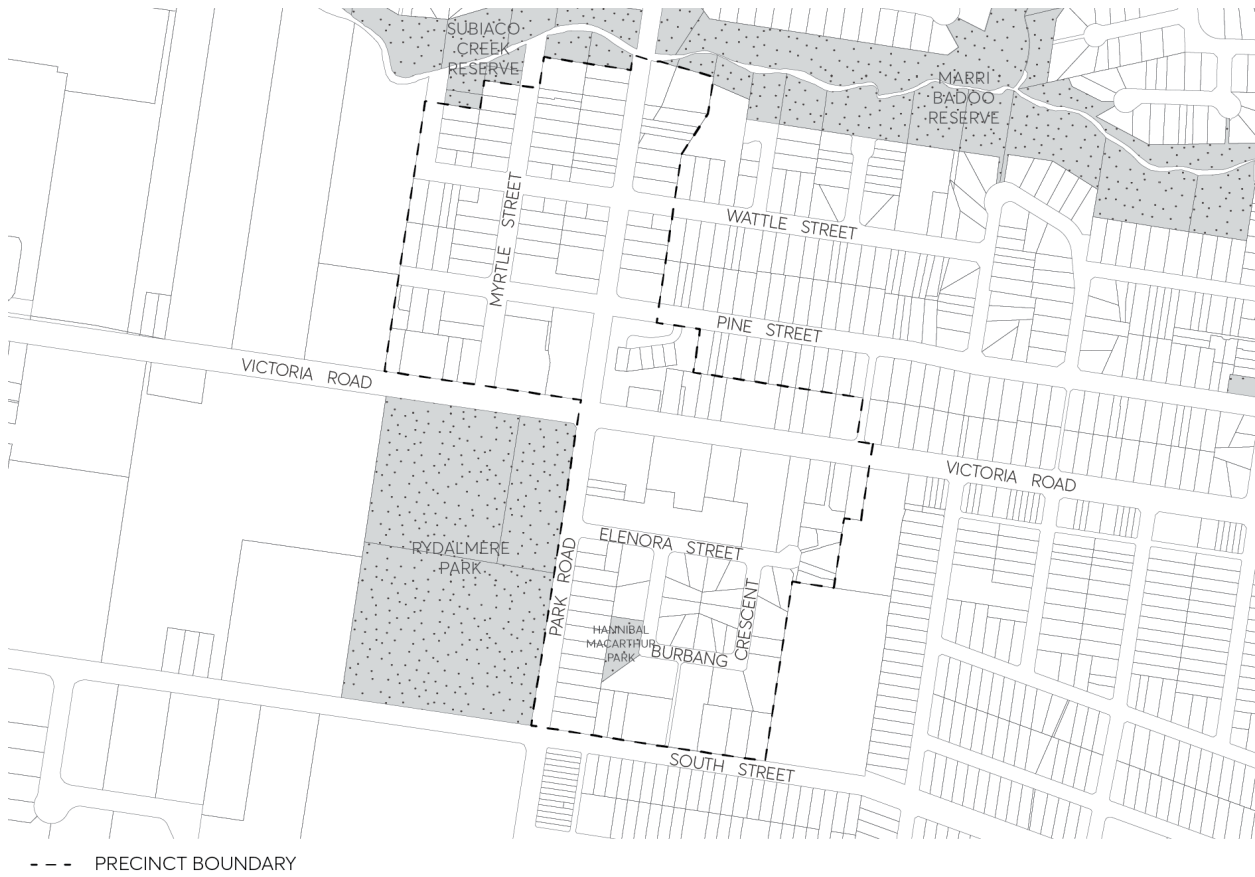 SUBIACO
CREEK
RESERVE
MARRI
BADOO
RESERVE
MYRTLE STREET
WATTLE STREET
PINE STREET
VICTORIA ROAD
VICTORIA ROAD
RYDALMERE
PARK
PARK ROAD
ELENORA STREET
HANNIBAL
MACARTHUR
PARK
BURBANG
CRESCENT
SOUTH STREET
PRECINCT BOUNDARY